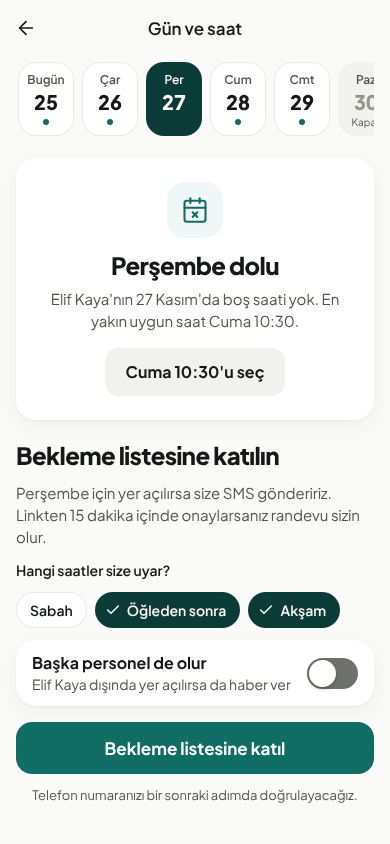 Gün ve saat
Bugün
25
Çar
26
Per
27
Cum
28
Cmt
29
Paz
30
Perşembe dolu
Elif Kaya'nın 27 Kasım'da boş saati yok. En
yakın uygun saat Cuma 10:30.
Cuma 10:30'u seç
Bekleme listesine katılın
Perşembe için yer açılırsa size SMS göndeririz.
Linkten 15 dakika içinde onaylarsanız randevu sizin
olur.
Hangi saatler size uyar?
Sabah
Öğleden sonra
Akşam
Başka personel de olur
Elif Kaya dışında yer açılırsa da haber ver
Bekleme listesine katıl
Telefon numaranızı bir sonraki adımda doğrulayacağız.